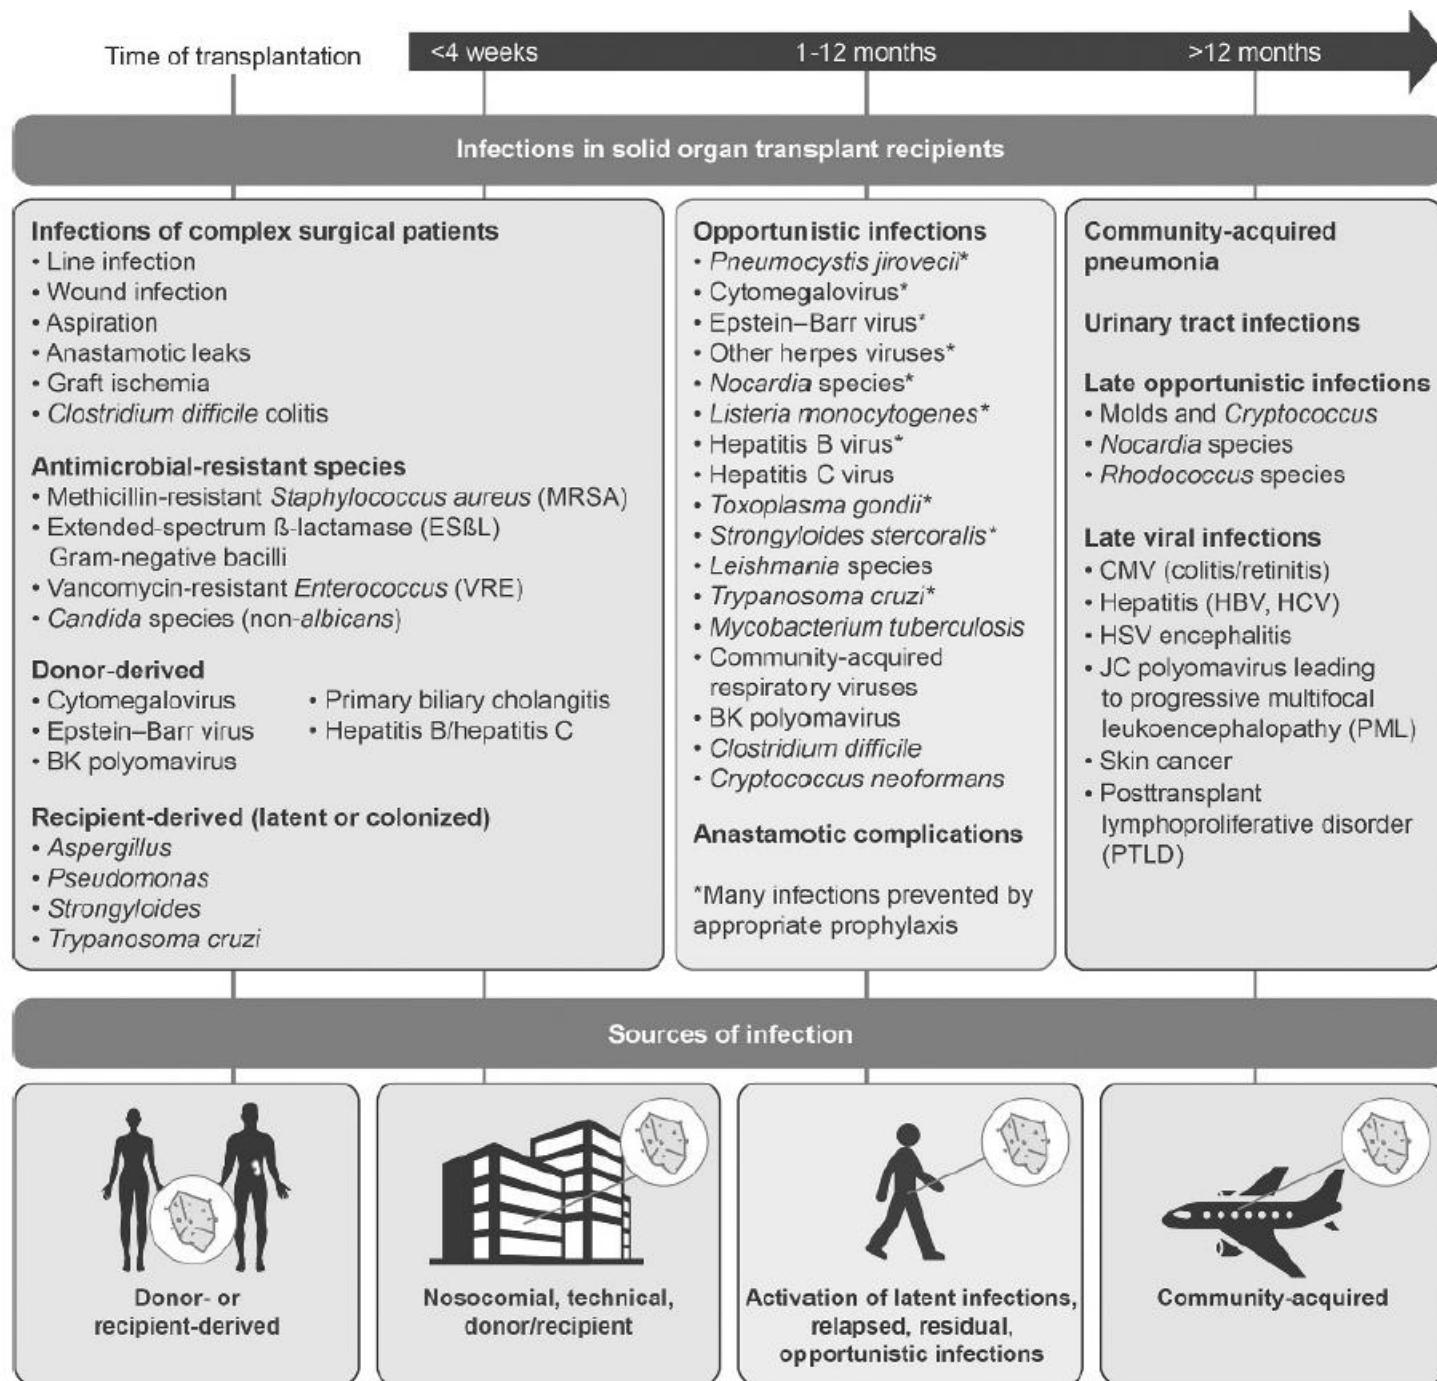 Time of transplantation
<4 weeks
1-12 months
>12 months
Infections in solid organ transplant recipients
Infections of complex surgical patients
• Line infection
• Wound infection
• Aspiration
• Anastamotic leaks
• Graft ischemia
• Clostridium difficile colitis
Antimicrobial-resistant species
• Methicillin-resistant Staphylococcus aureus (MRSA)
• Extended-spectrum ß-lactamase (ESßL)
Gram-negative bacilli
• Vancomycin-resistant Enterococcus (VRE)
• Candida species (non-albicans)
Donor-derived
• Cytomegalovirus
• Epstein–Barr virus
• BK polyomavirus
• Primary biliary cholangitis
• Hepatitis B/hepatitis C
Recipient-derived (latent or colonized)
• Aspergillus
• Pseudomonas
• Strongyloides
• Trypanosoma cruzi
Opportunistic infections
• Pneumocystis jirovecii*
• Cytomegalovirus*
• Epstein–Barr virus*
• Other herpes viruses*
• Nocardia species*
• Listeria monocytogenes*
• Hepatitis B virus*
• Hepatitis C virus
• Toxoplasma gondii*
• Strongyloides stercoralis*
• Leishmania species
• Trypanosoma cruzi*
• Mycobacterium tuberculosis
• Community-acquired
respiratory viruses
• BK polyomavirus
• Clostridium difficile
• Cryptococcus neoformans
Anastamotic complications
*Many infections prevented by
appropriate prophylaxis
Community-acquired
pneumonia
Urinary tract infections
Late opportunistic infections
• Molds and Cryptococcus
• Nocardia species
• Rhodococcus species
Late viral infections
• CMV (colitis/retinitis)
• Hepatitis (HBV, HCV)
• HSV encephalitis
• JC polyomavirus leading
to progressive multifocal
leukoencephalopathy (PML)
• Skin cancer
• Posttransplant
lymphoproliferative disorder
(PTLD)
Sources of infection
Donor- or
recipient-derived
Nosocomial, technical,
donor/recipient
Activation of latent infections,
relapsed, residual,
opportunistic infections
Community-acquired